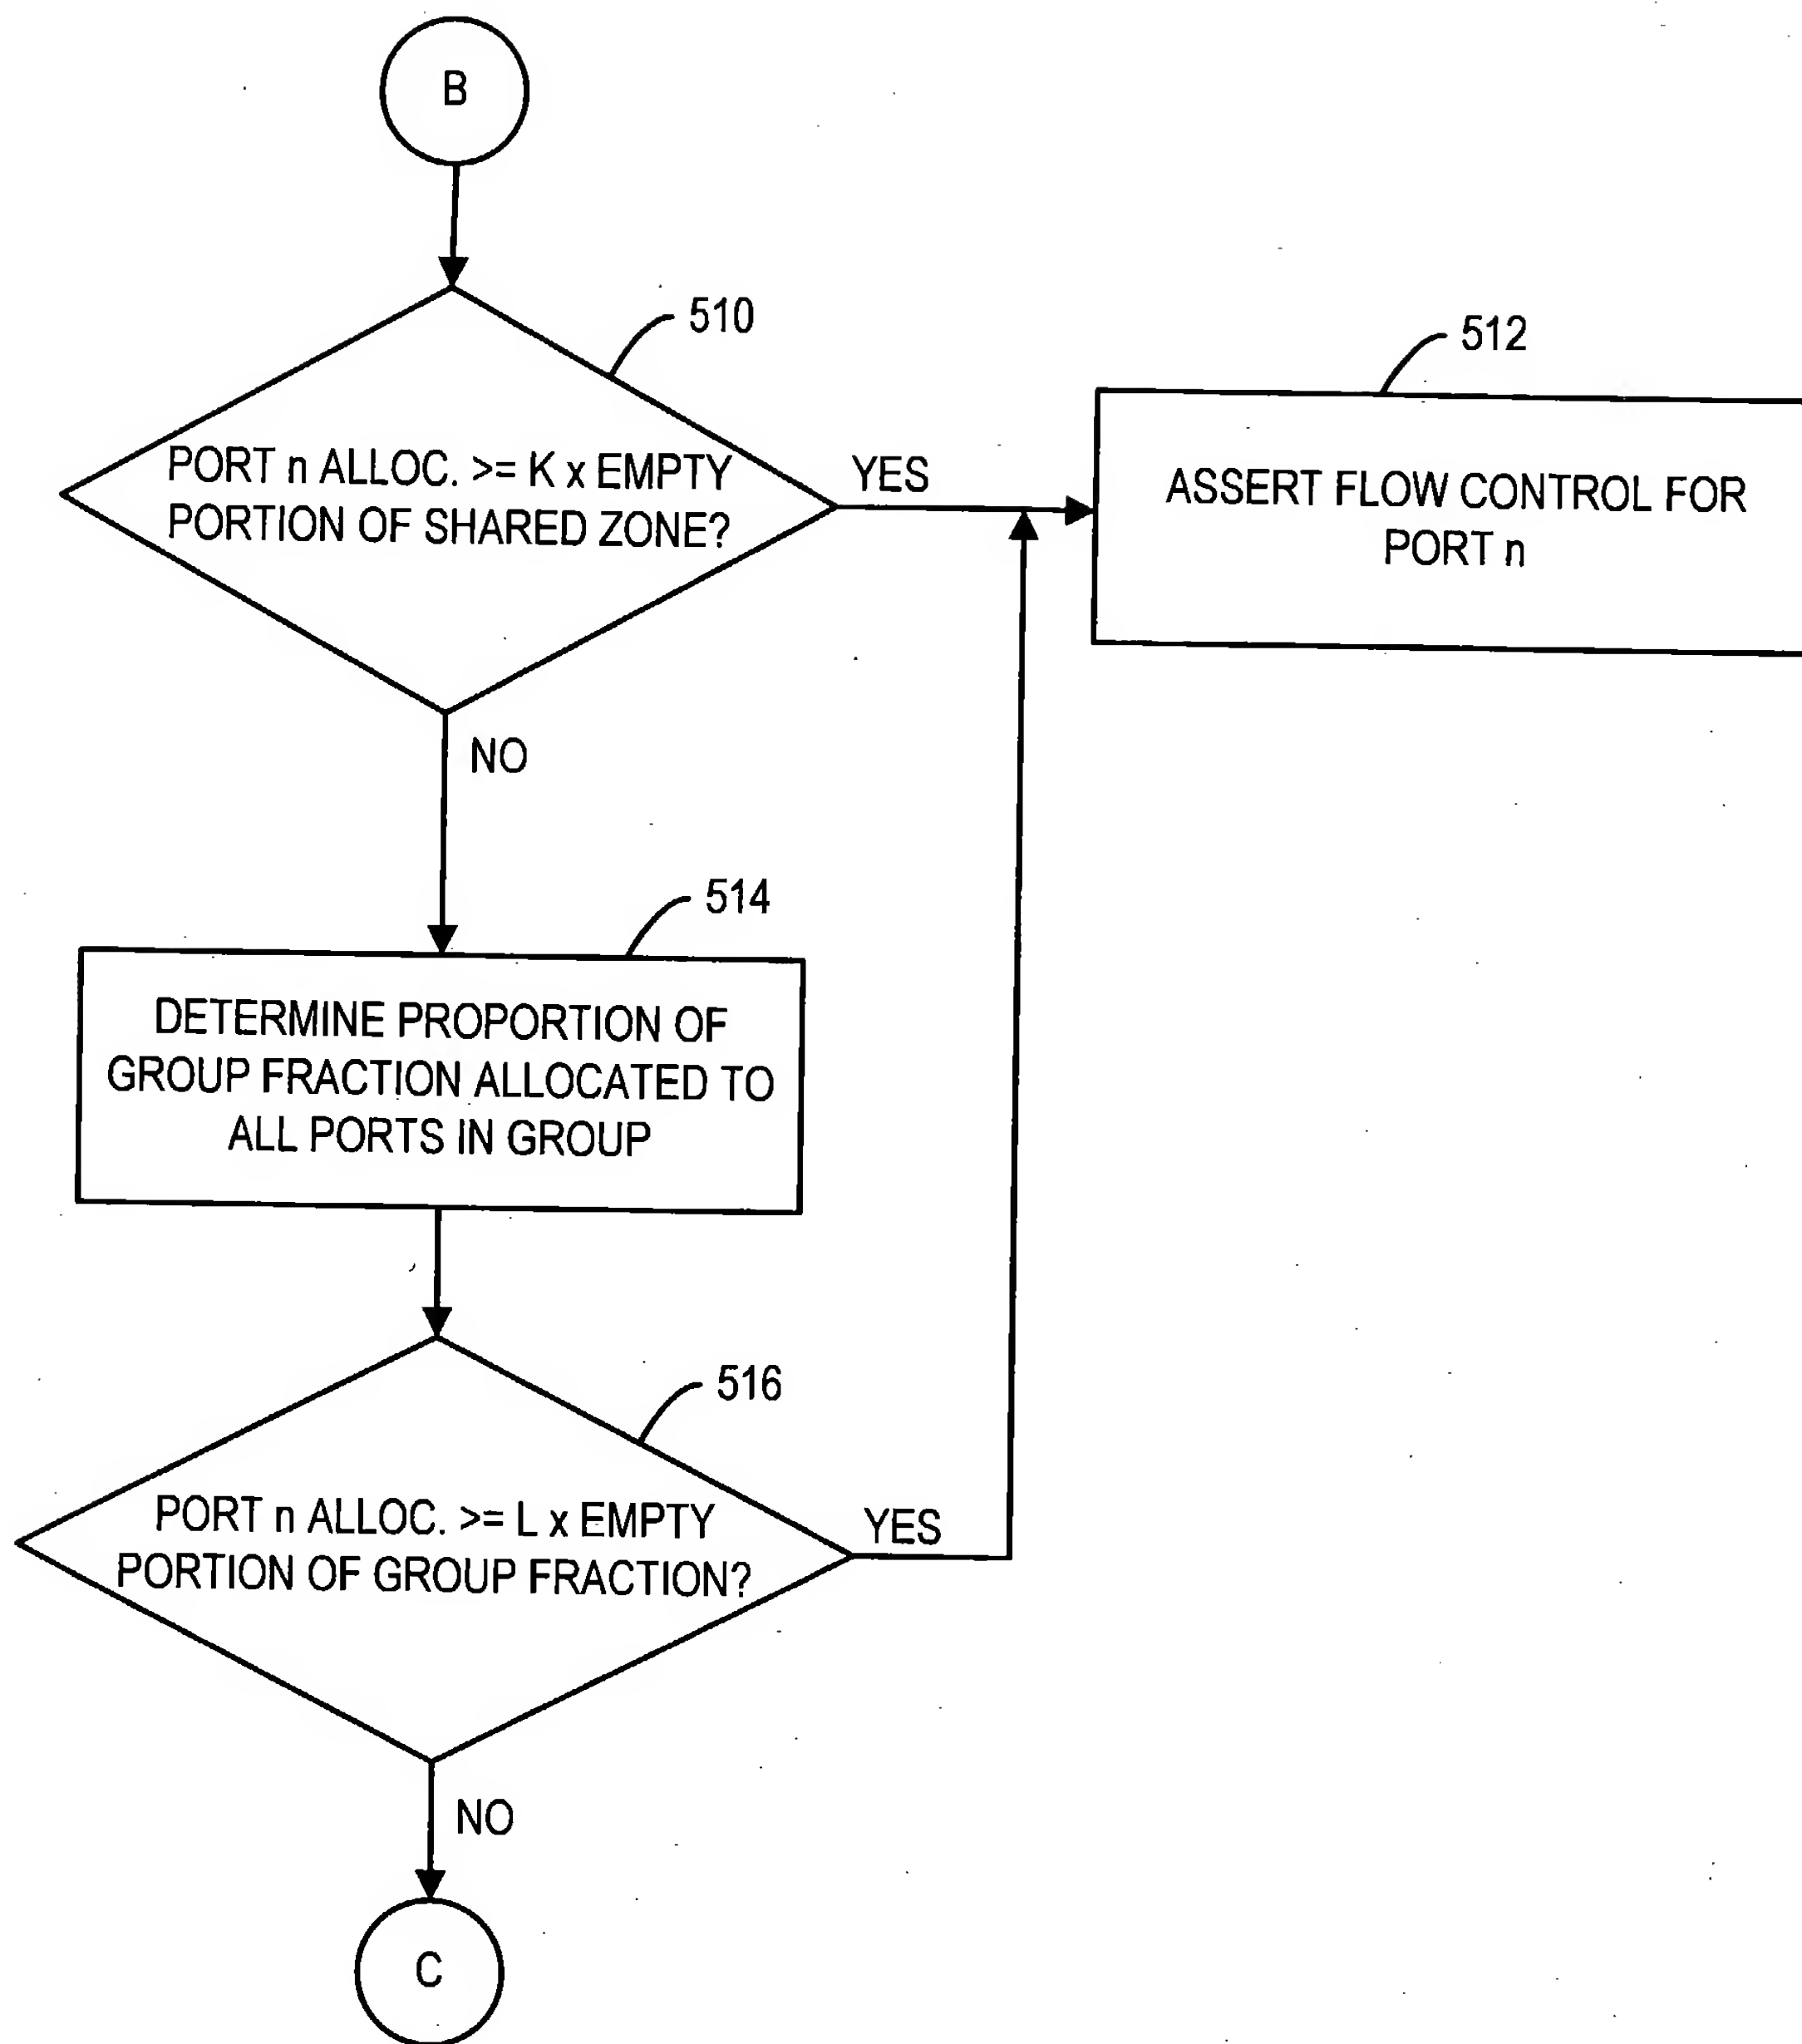 B
510
PORT n ALLOC. >= K x EMPTY
PORTION OF SHARED ZONE?
YES
512
ASSERT FLOW CONTROL FOR
PORT n
NO
514
DETERMINE PROPORTION OF
GROUP FRACTION ALLOCATED TO
ALL PORTS IN GROUP
516
PORT n ALLOC. >= L x EMPTY
PORTION OF GROUP FRACTION?
YES
NO
C